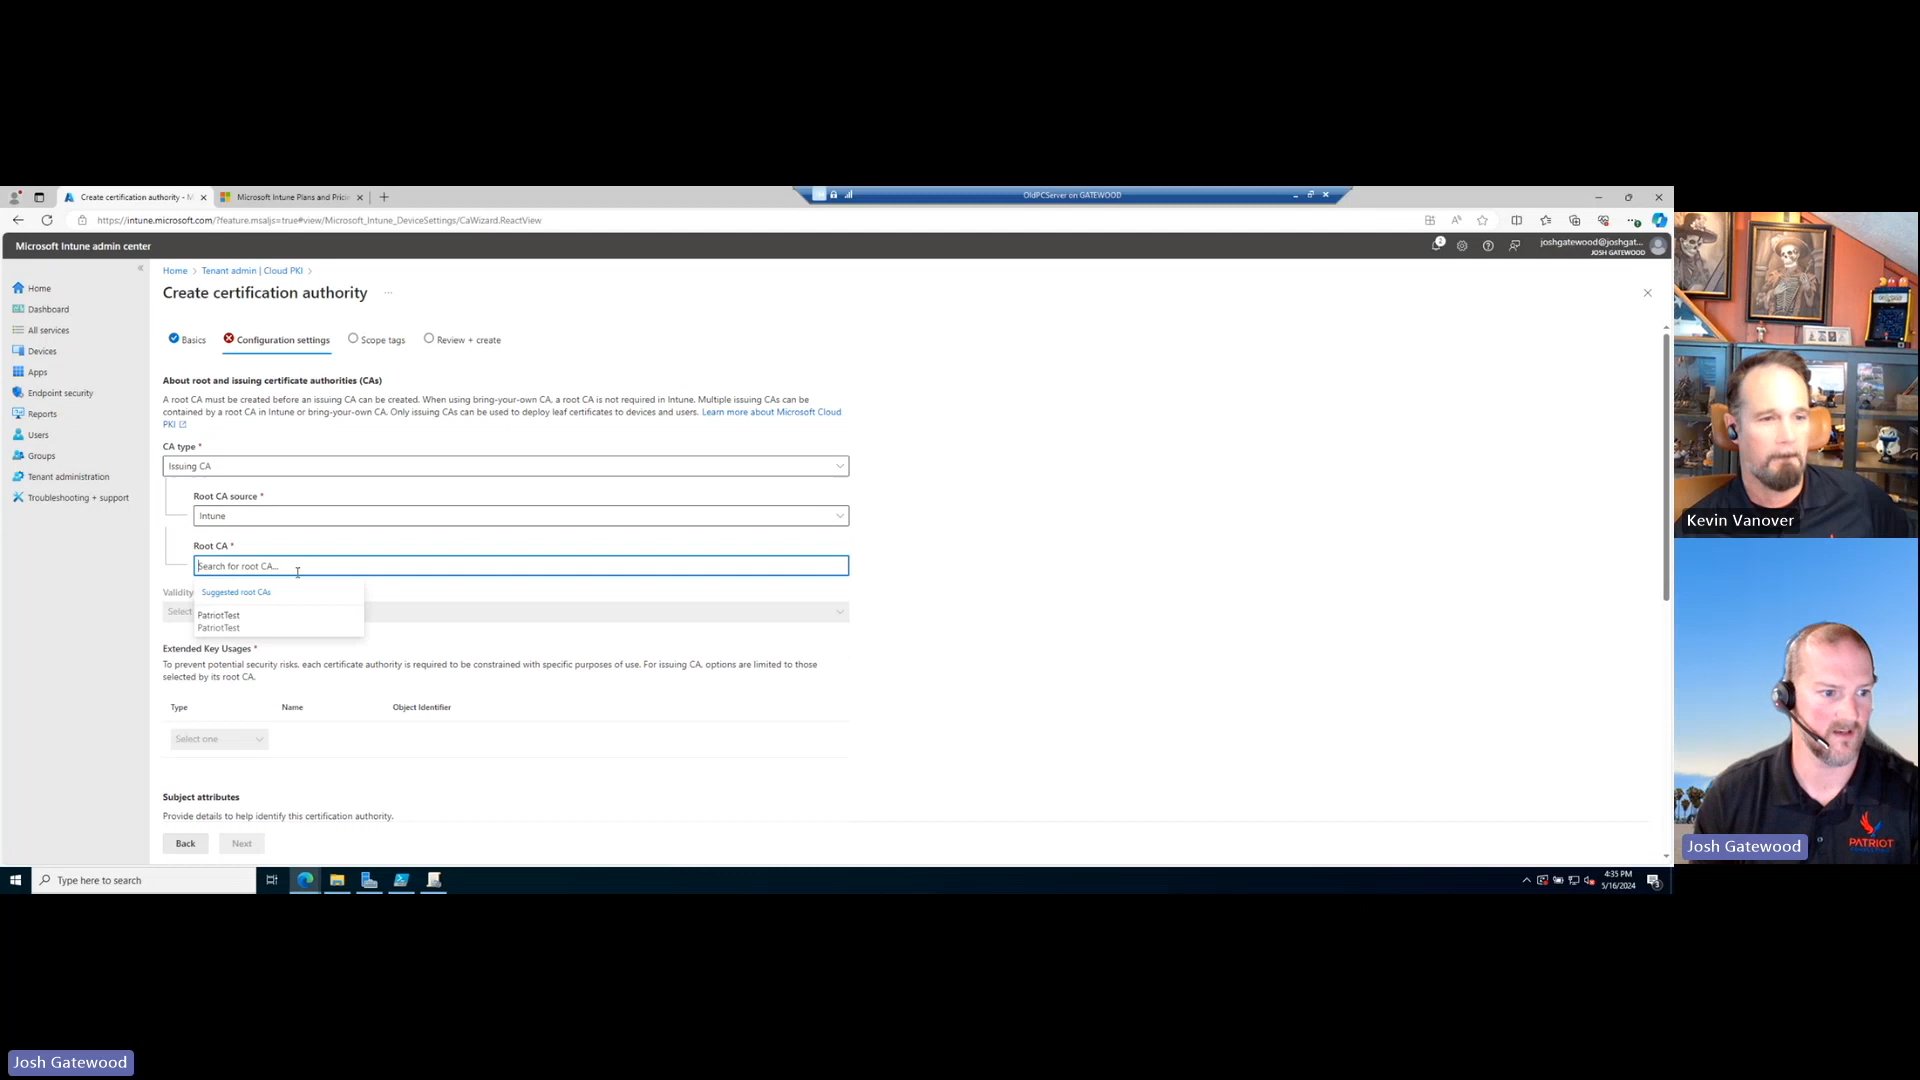 Create certification authority - M
Microsoft Intune Plans and Prici
OldPCServer on GATEWOOD
https://intune.microsoft.com/?feature.msaljs=true#view/Microsoft_Intune_DeviceSettings/CaWizard.ReactView
Microsoft Intune admin center
2
joshgatewood@joshgat...
JOSH GATEWOOD
Home
Dashboard
All services
Devices
Apps
Endpoint security
Reports
Users
Groups
Tenant administration
Troubleshooting + support
Home > Tenant admin | Cloud PKI >
Create certification authority ...
Basics
Configuration settings
Scope tags
Review + create
About root and issuing certificate authorities (CAs)
A root CA must be created before an issuing CA can be created. When using bring-your-own CA, a root CA is not required in Intune. Multiple issuing CAs can be
contained by a root CA in Intune or bring-your-own CA. Only issuing CAs can be used to deploy leaf certificates to devices and users. Learn more about Microsoft Cloud
PKI
CA type *
Issuing CA
Root CA source *
Intune
Root CA *
Search for root CA...
Suggested root CAs
PatriotTest
PatriotTest
Validity
Select
Extended Key Usages *
To prevent potential security risks, each certificate authority is required to be constrained with specific purposes of use. For issuing CA, options are limited to those
selected by its root CA.
Type Name Object Identifier
Select one
Subject attributes
Provide details to help identify this certification authority.
Back
Next
Type here to search
4:35 PM
5/16/2024
3
Kevin Vanover
PATRIOT
Josh Gatewood
Josh Gatewood